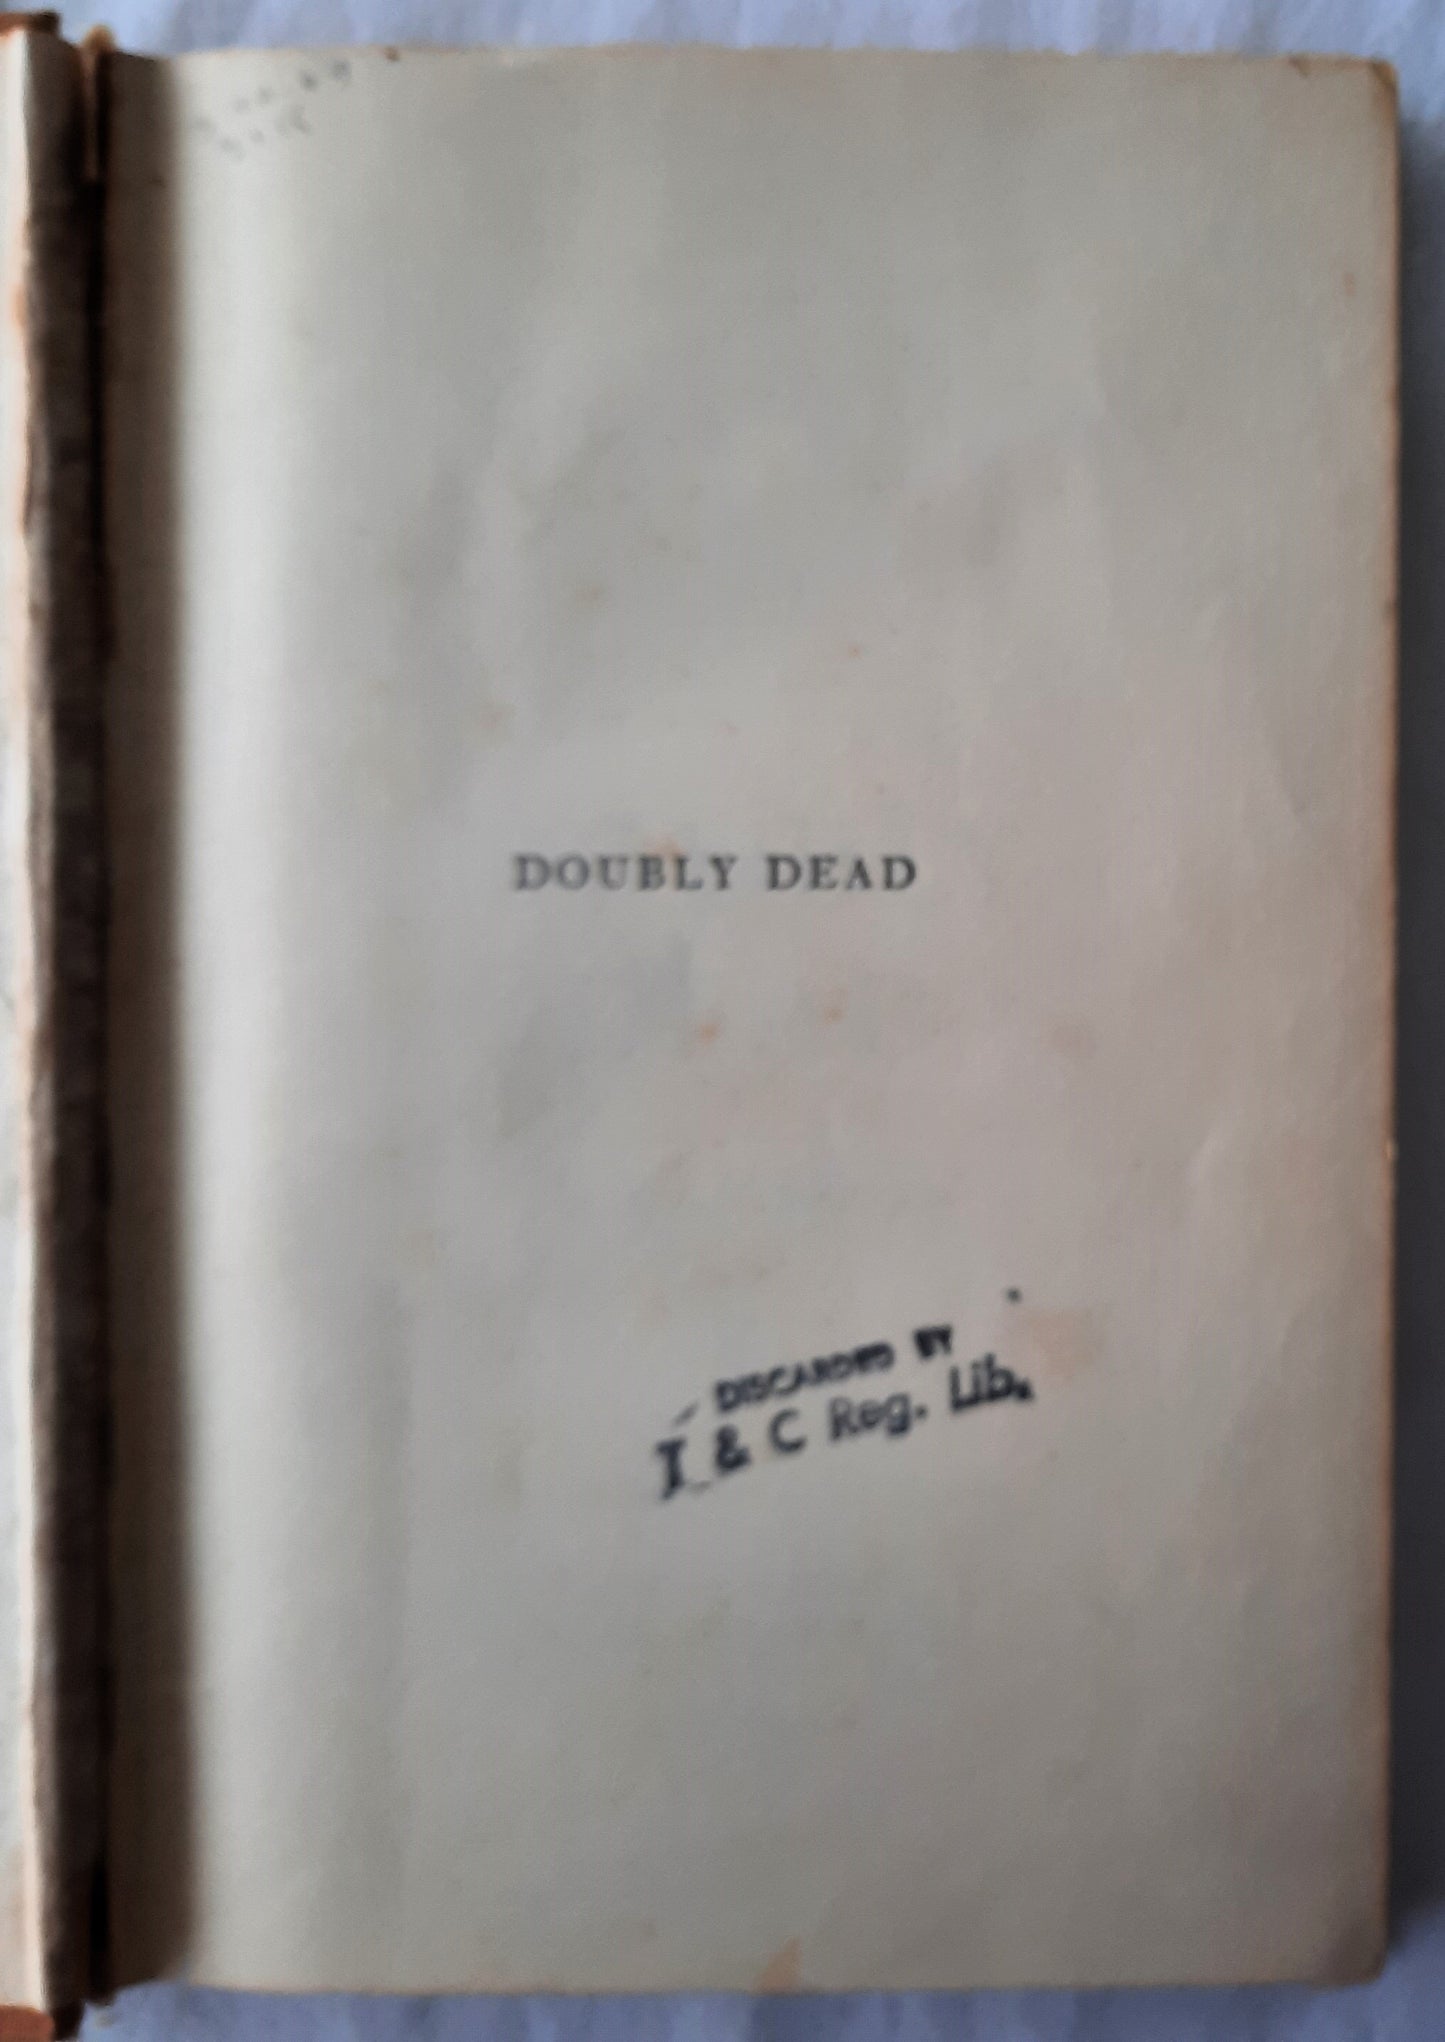 DOUBLY DEAD
DISCARDED BY
I & C Reg. Lib.